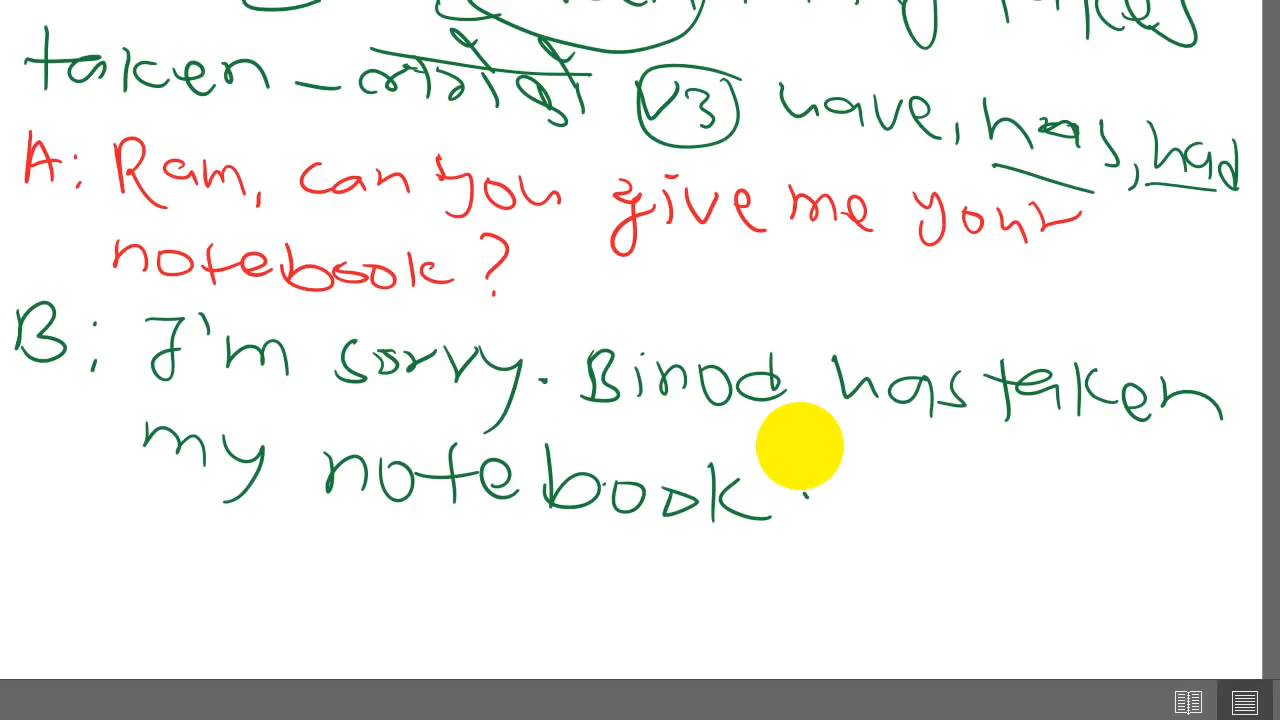 taken - V3 have, has, had
A: Ram, can you give me your
notebook?
B: I'm sorry. Binod has taken
my notebook.